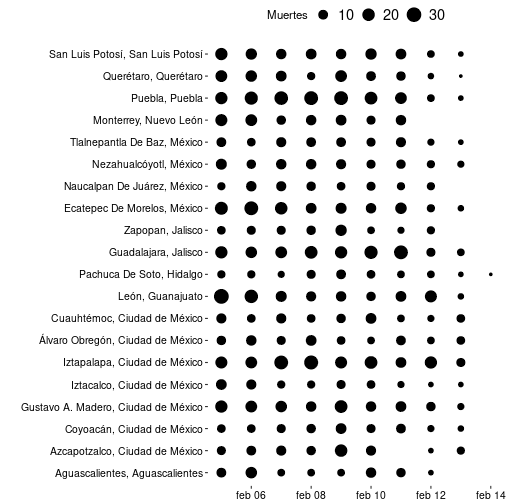 Muertes 10 20 30
San Luis Potosí, San Luis Potosí
Querétaro, Querétaro
Puebla, Puebla
Monterrey, Nuevo León
Tlalnepantla De Baz, México
Nezahualcóyotl, México
Naucalpan De Juárez, México
Ecatepec De Morelos, México
Zapopan, Jalisco
Guadalajara, Jalisco
Pachuca De Soto, Hidalgo
León, Guanajuato
Cuauhtémoc, Ciudad de México
Álvaro Obregón, Ciudad de México
Iztapalapa, Ciudad de México
Iztacalco, Ciudad de México
Gustavo A. Madero, Ciudad de México
Coyoacán, Ciudad de México
Azcapotzalco, Ciudad de México
Aguascalientes, Aguascalientes
feb 06 feb 08 feb 10 feb 12 feb 14